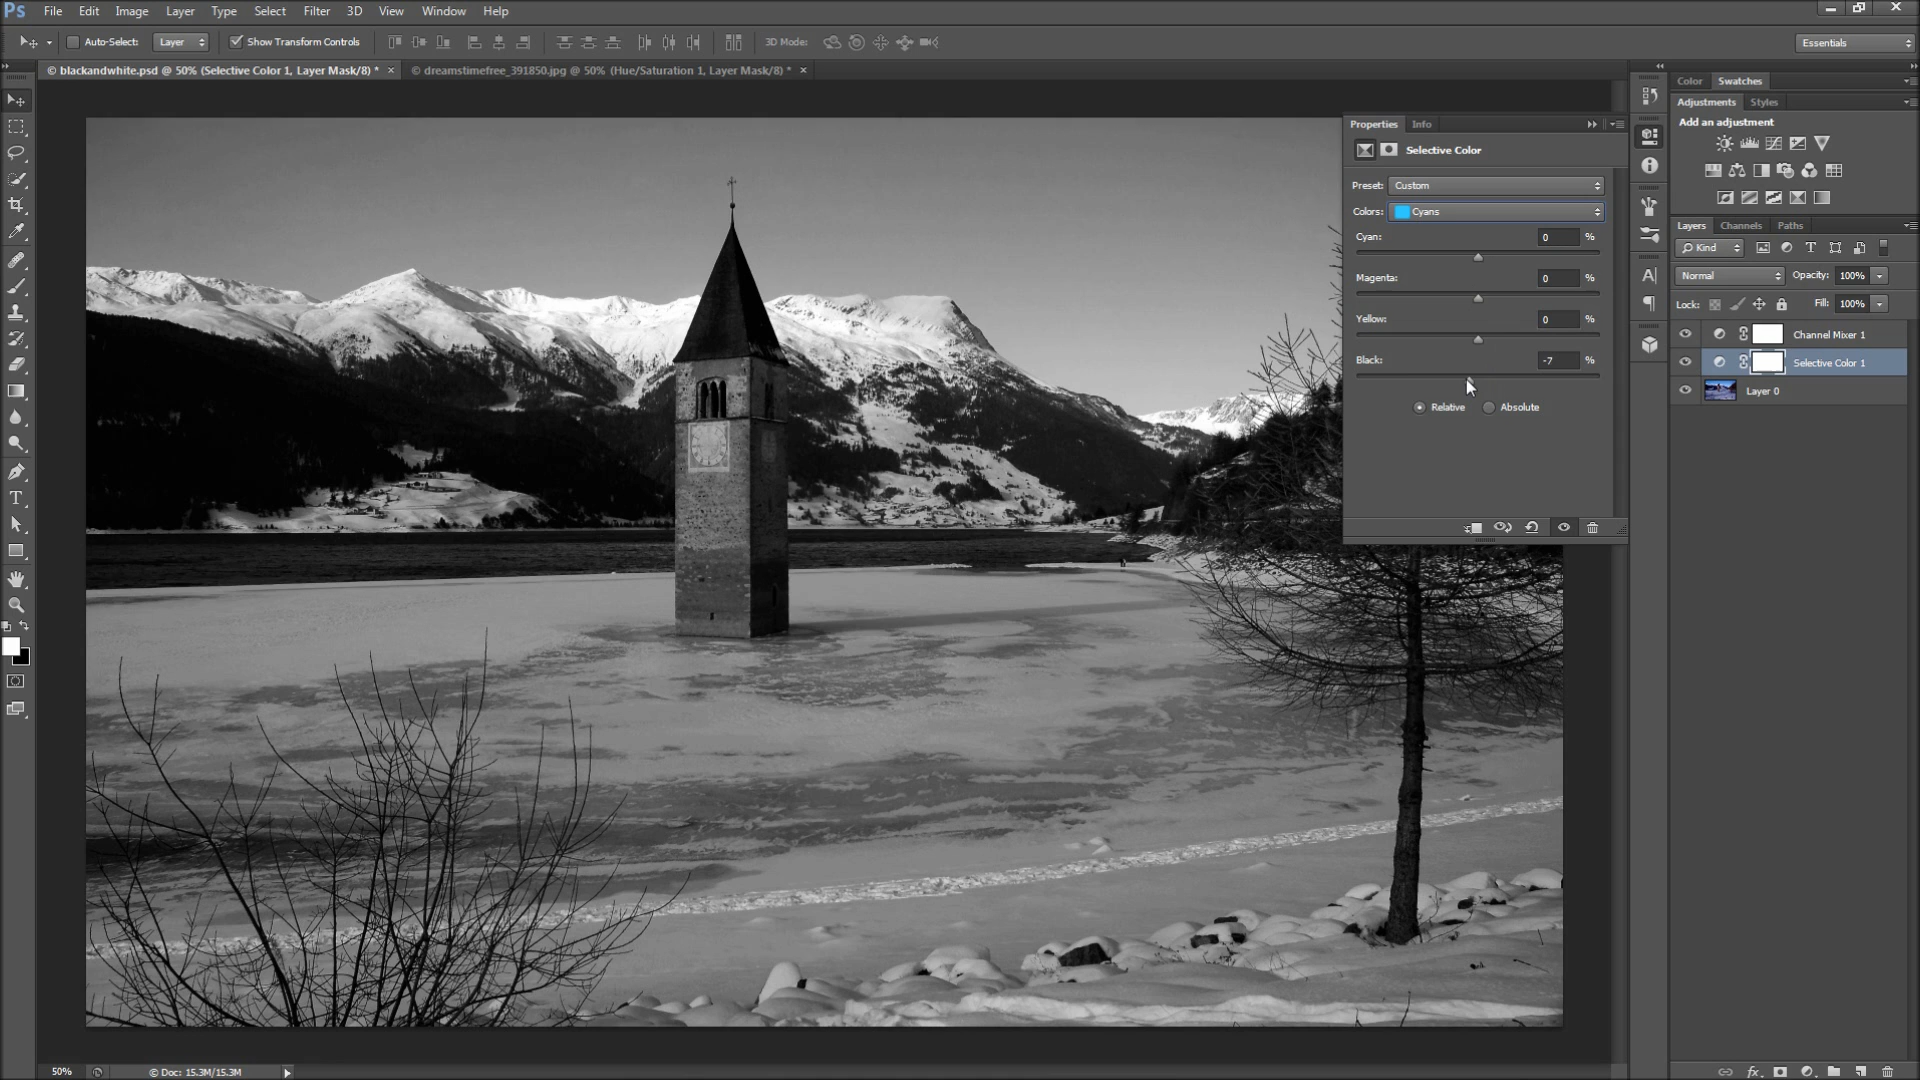 Ps File Edit Image Layer Type Select Filter 3D View Window Help
Auto-Select: Layer Show Transform Controls 3D Mode: Essentials
© blackandwhite.psd @ 50% (Selective Color 1, Layer Mask/8) * × © dreamstimefree_391850.jpg @ 50% (Hue/Saturation 1, Layer Mask/8) * ×
Properties Info
Selective Color
Preset: Custom
Colors: Cyans
Cyan: 0 %
Magenta: 0 %
Yellow: 0 %
Black: -7 %
Relative Absolute
Color Swatches
Adjustments Styles
Add an adjustment
Layers Channels Paths
Kind
Normal Opacity: 100%
Lock: Fill: 100%
Channel Mixer 1
Selective Color 1
Layer 0
50% © Doc: 15.3M/15.3M
fx